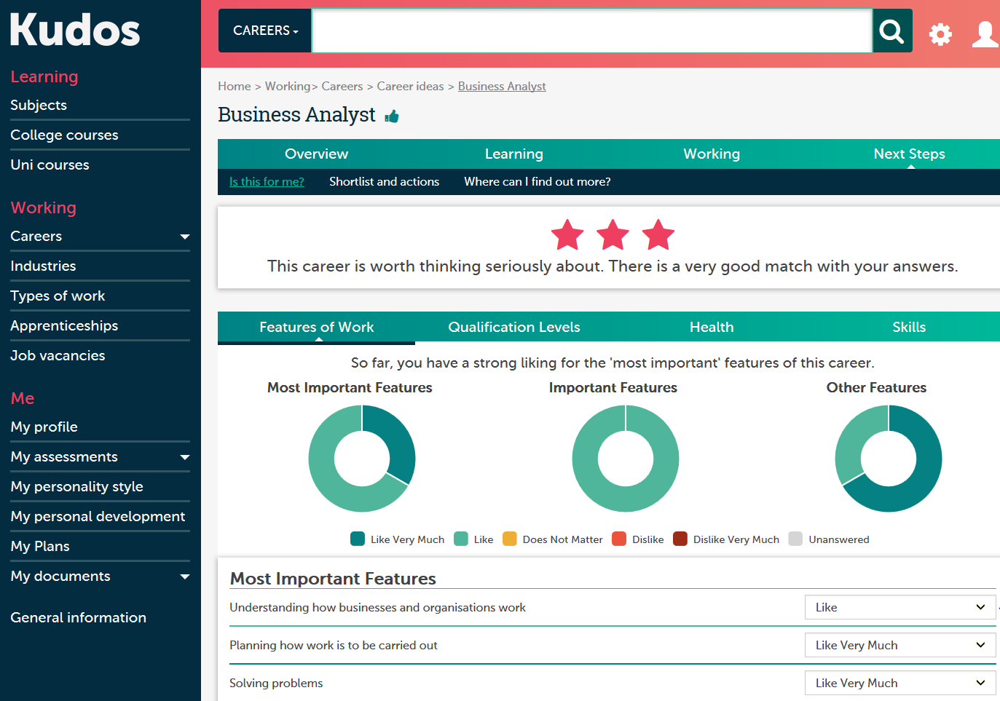 Kudos
Learning
Subjects
College courses
Uni courses
Working
Careers
Industries
Types of work
Apprenticeships
Job vacancies
Me
My profile
My assessments
My personality style
My personal development
My Plans
My documents
General information
CAREERS
Home > Working> Careers > Career ideas > Business Analyst
Business Analyst
Overview Learning Working Next Steps
Is this for me? Shortlist and actions Where can I find out more?
This career is worth thinking seriously about. There is a very good match with your answers.
Features of Work Qualification Levels Health Skills
So far, you have a strong liking for the 'most important' features of this career.
Most Important Features Important Features Other Features
Like Very Much Like Does Not Matter Dislike Dislike Very Much Unanswered
Most Important Features
Understanding how businesses and organisations work Like
Planning how work is to be carried out Like Very Much
Solving problems Like Very Much